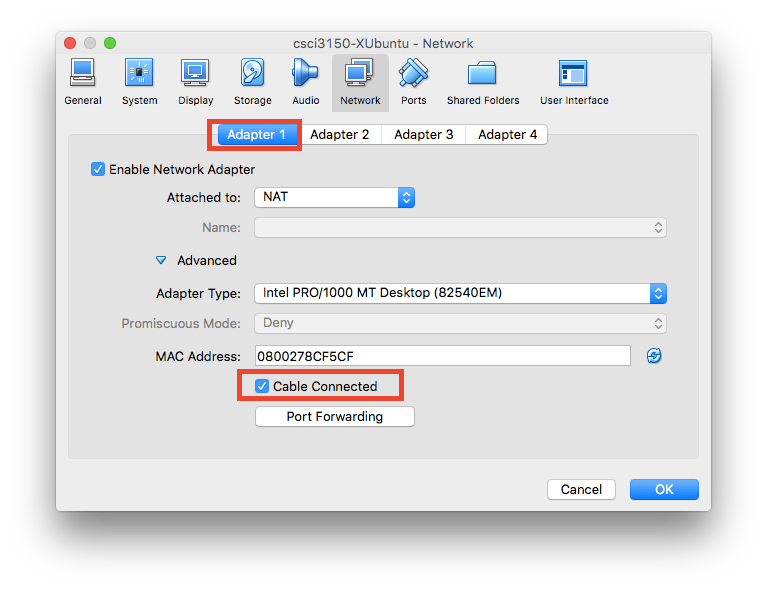 csci3150-XUbuntu - Network
General System Display Storage Audio Network Ports Shared Folders User Interface
Adapter 1 Adapter 2 Adapter 3 Adapter 4
Enable Network Adapter
Attached to: NAT
Name:
Advanced
Adapter Type: Intel PRO/1000 MT Desktop (82540EM)
Promiscuous Mode: Deny
MAC Address: 0800278CF5CF
Cable Connected
Port Forwarding
Cancel OK